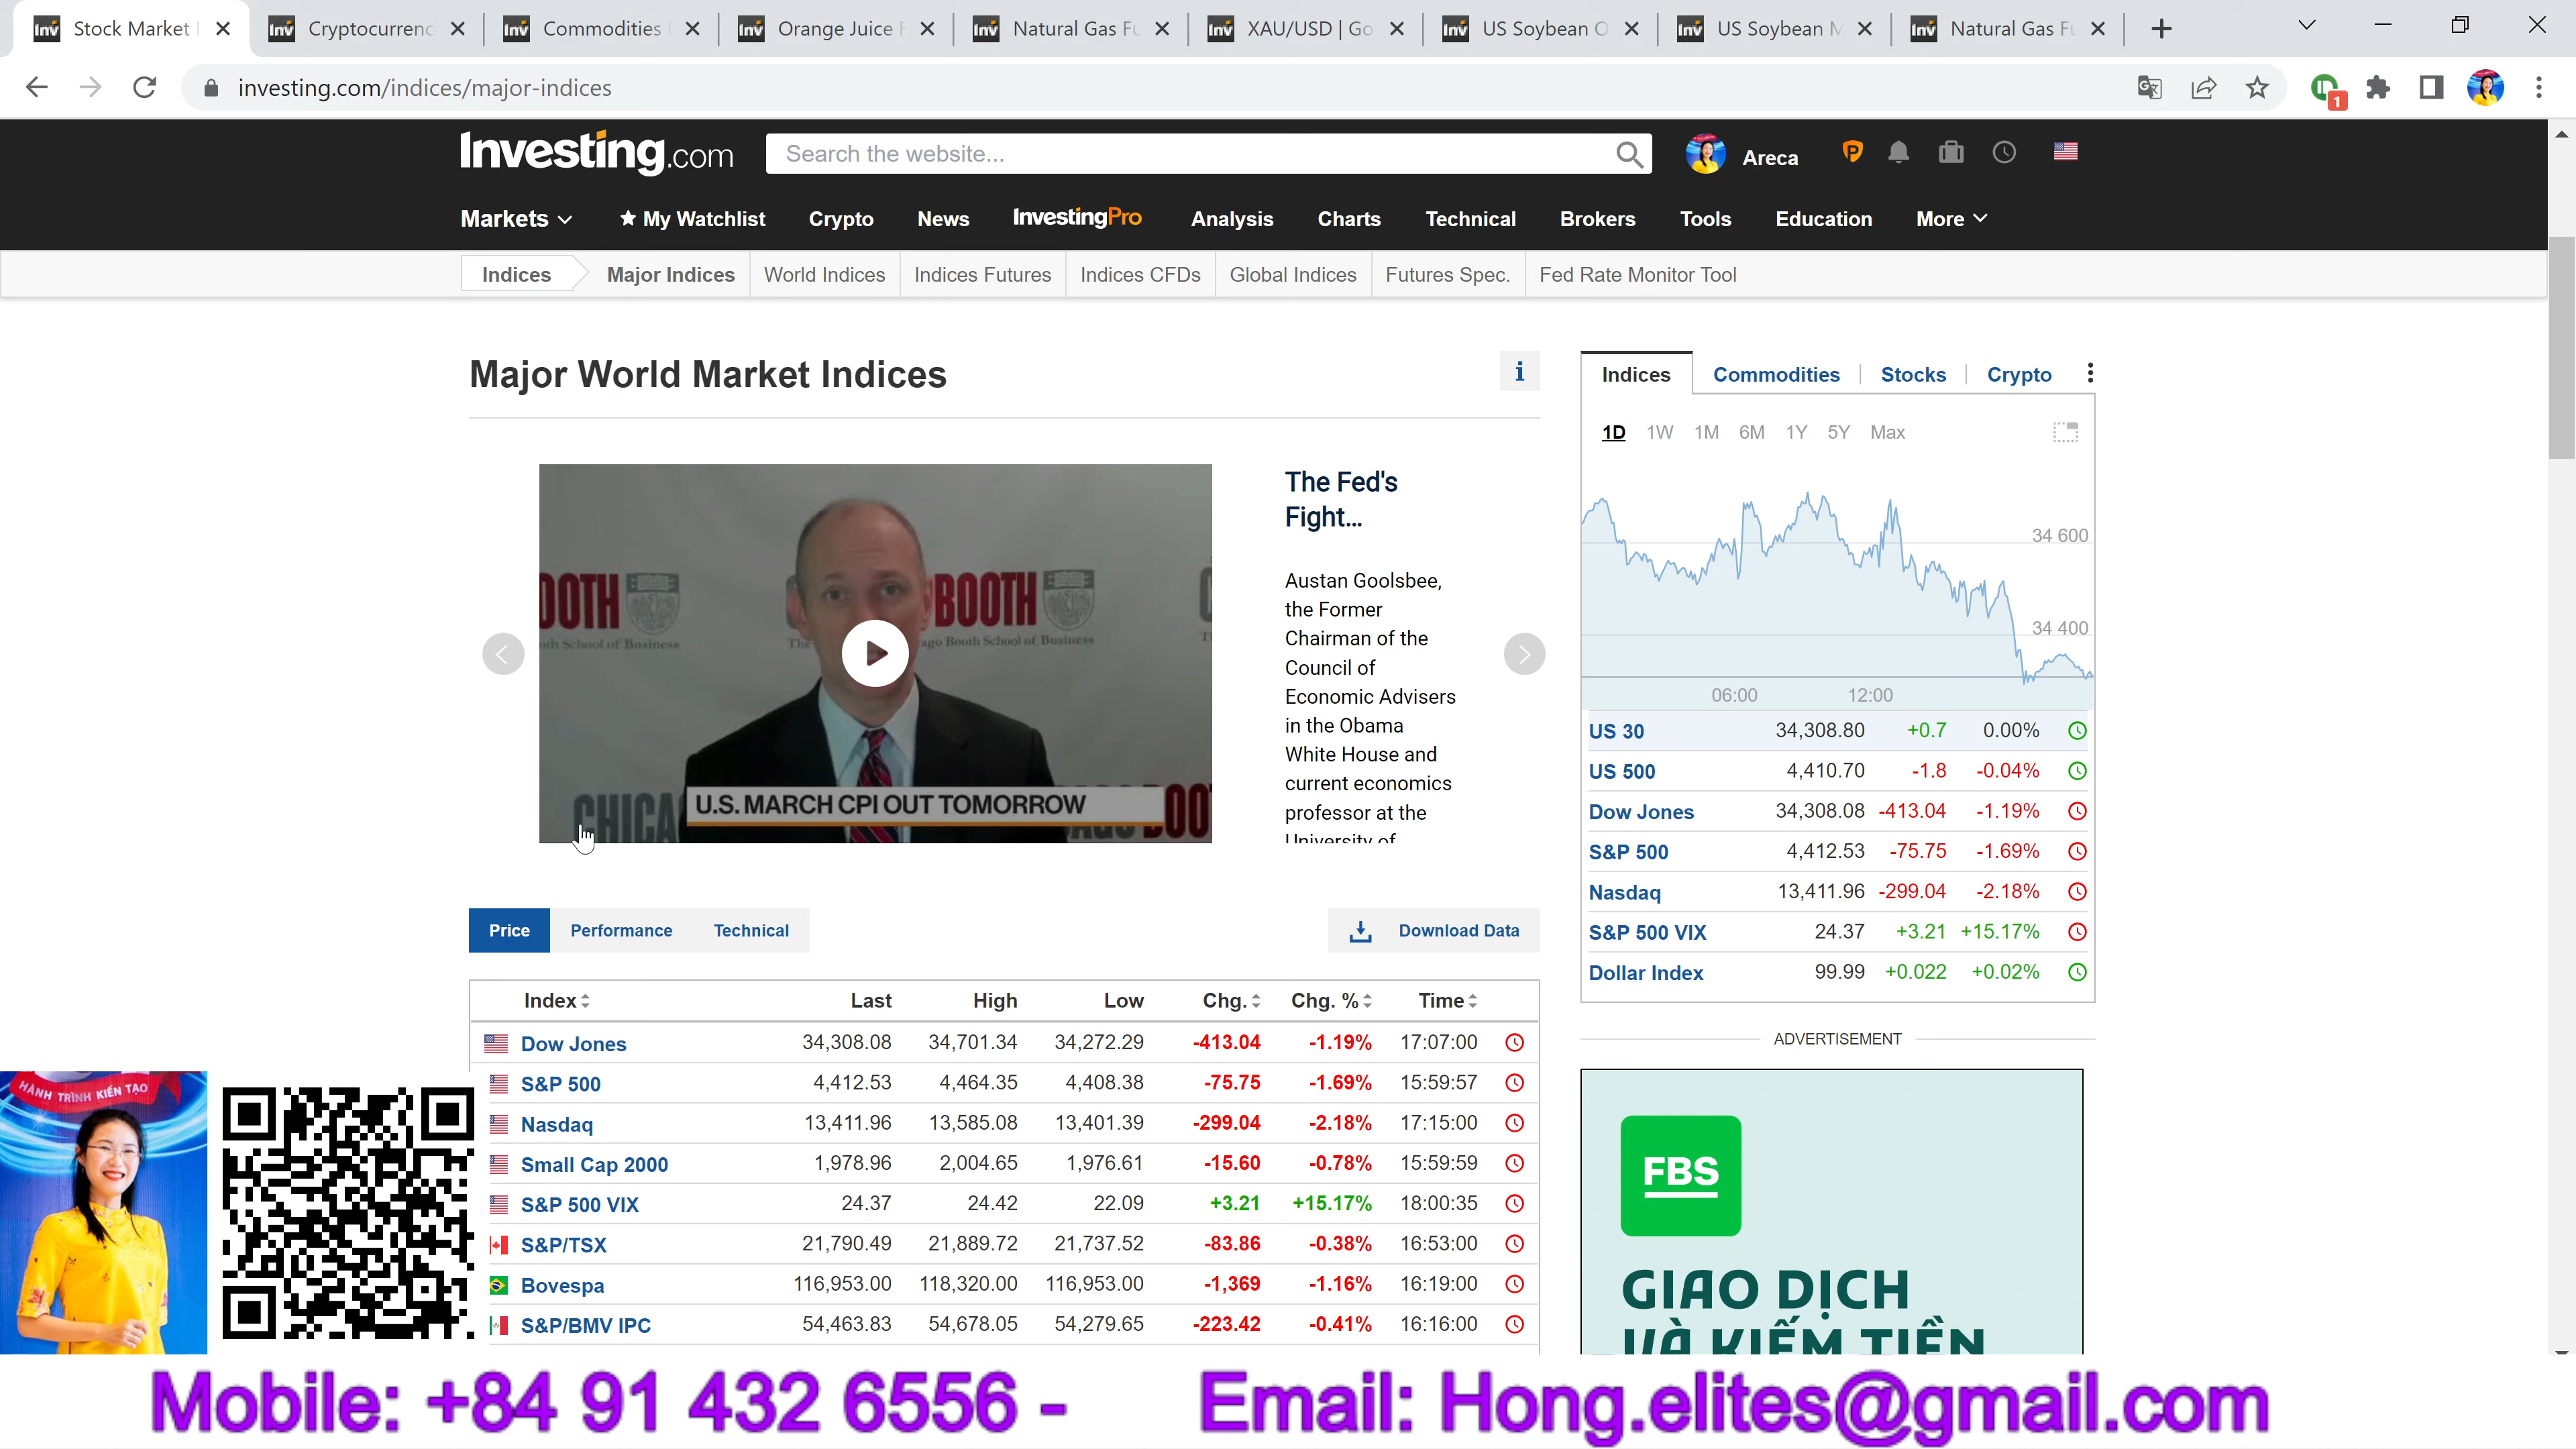 Stock Market
Cryptocurrenc
Commodities
Orange Juice F
Natural Gas Fu
XAU/USD | Go
US Soybean O
US Soybean M
Natural Gas Fu
investing.com/indices/major-indices
1
Investing.com
Search the website...
Areca
Markets
My Watchlist
Crypto
News
InvestingPro
Analysis
Charts
Technical
Brokers
Tools
Education
More
Indices
Major Indices
World Indices
Indices Futures
Indices CFDs
Global Indices
Futures Spec.
Fed Rate Monitor Tool
Major World Market Indices
i
BOOTH
U.S. MARCH CPI OUT TOMORROW
The Fed's
Fight...
Austan Goolsbee,
the Former
Chairman of the
Council of
Economic Advisers
in the Obama
White House and
current economics
professor at the
University of
Indices Commodities Stocks Crypto
1D 1W 1M 6M 1Y 5Y Max
34 600
34 400
06:00 12:00
US 30 34,308.80 +0.7 0.00%
US 500 4,410.70 -1.8 -0.04%
Dow Jones 34,308.08 -413.04 -1.19%
S&P 500 4,412.53 -75.75 -1.69%
Nasdaq 13,411.96 -299.04 -2.18%
S&P 500 VIX 24.37 +3.21 +15.17%
Dollar Index 99.99 +0.022 +0.02%
Price Performance Technical
Download Data
Index Last High Low Chg. Chg. % Time
Dow Jones 34,308.08 34,701.34 34,272.29 -413.04 -1.19% 17:07:00
S&P 500 4,412.53 4,464.35 4,408.38 -75.75 -1.69% 15:59:57
Nasdaq 13,411.96 13,585.08 13,401.39 -299.04 -2.18% 17:15:00
Small Cap 2000 1,978.96 2,004.65 1,976.61 -15.60 -0.78% 15:59:59
S&P 500 VIX 24.37 24.42 22.09 +3.21 +15.17% 18:00:35
S&P/TSX 21,790.49 21,889.72 21,737.52 -83.86 -0.38% 16:53:00
Bovespa 116,953.00 118,320.00 116,953.00 -1,369 -1.16% 16:19:00
S&P/BMV IPC 54,463.83 54,678.05 54,279.65 -223.42 -0.41% 16:16:00
ADVERTISEMENT
FBS
GIAO DỊCH
VÀ KIẾM TIỀN
HÀNH TRÌNH KIẾN TẠO
Mobile: +84 91 432 6556 - Email: Hong.elites@gmail.com